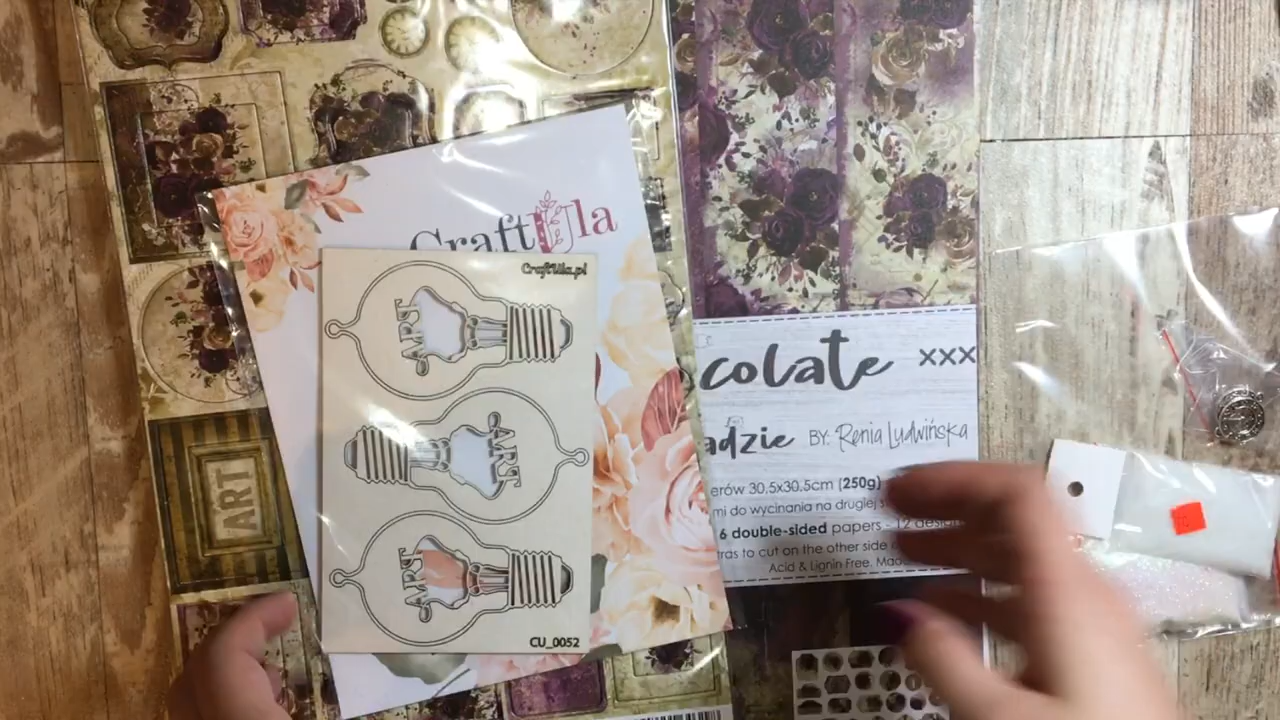 CraftUla
CraftUla.pl
ART
ART
ART
CU_0052
ART
colate xxx
adzie BY: Renia Ludwińska
erów 30,5x30,5cm (250g)
mi do wycinania na drugiej s
6 double-sided papers - 12 design
ras to cut on the other side
Acid & Lignin Free. Mad